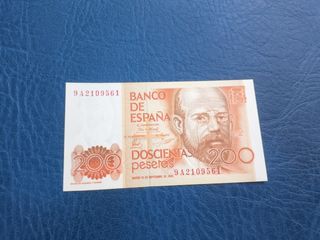 9A2109561
BANCO
DE
ESPAÑA
200
DOSCIENTAS
pesetas
200
9A2109561